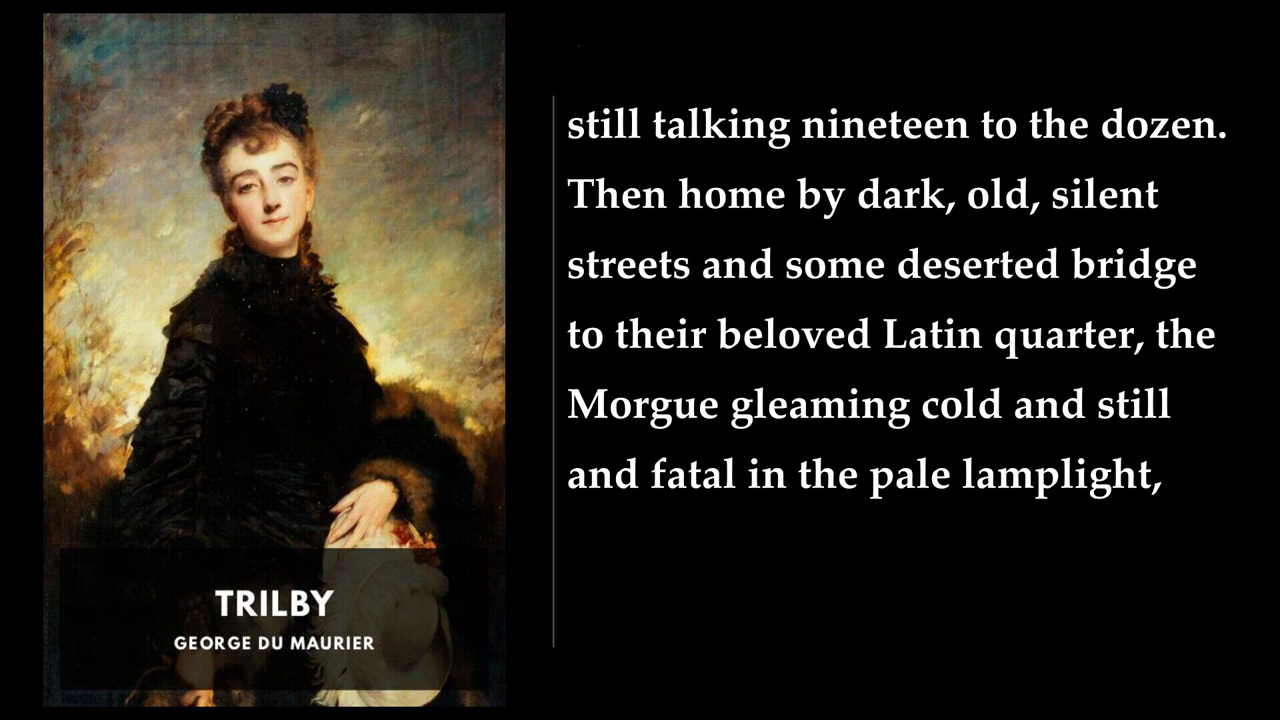 still talking nineteen to the dozen.
Then home by dark, old, silent
streets and some deserted bridge
to their beloved Latin quarter, the
Morgue gleaming cold and still
and fatal in the pale lamplight,
TRILBY
GEORGE DU MAURIER